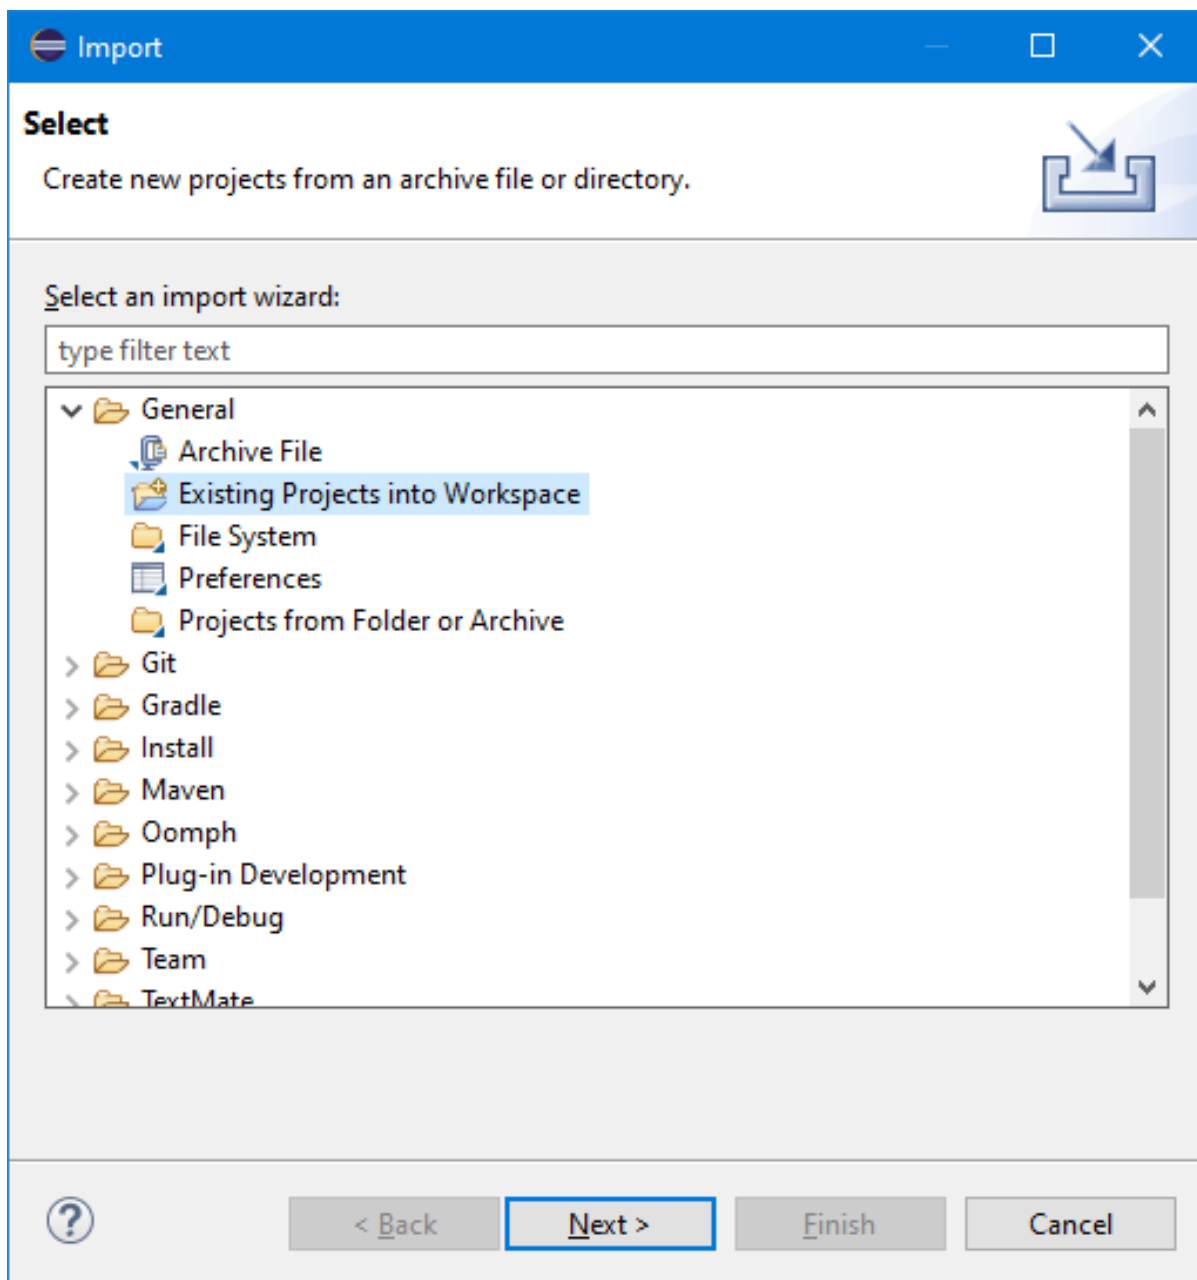 Import
Select
Create new projects from an archive file or directory.
Select an import wizard:
type filter text
General
Archive File
Existing Projects into Workspace
File System
Preferences
Projects from Folder or Archive
Git
Gradle
Install
Maven
Oomph
Plug-in Development
Run/Debug
Team
TextMate
? < Back Next > Finish Cancel